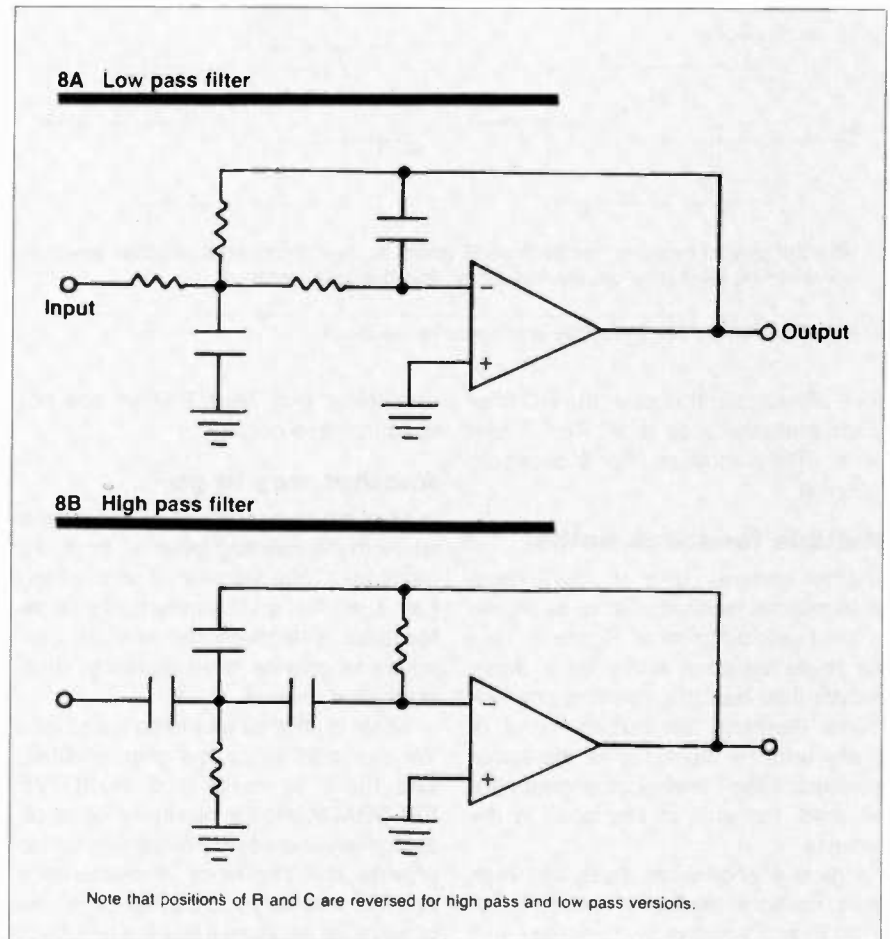 8A Low pass filter
Input
−
+
Output
8B High pass filter
−
+
Note that positions of R and C are reversed for high pass and low pass versions.